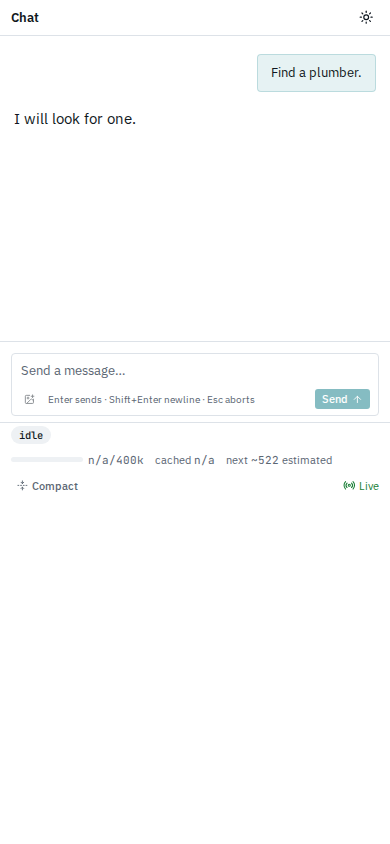 Chat
Find a plumber.
I will look for one.
Send a message...
Enter sends · Shift+Enter newline · Esc aborts
Send ↑
idle
n/a/400k cached n/a next ~522 estimated
Compact
Live